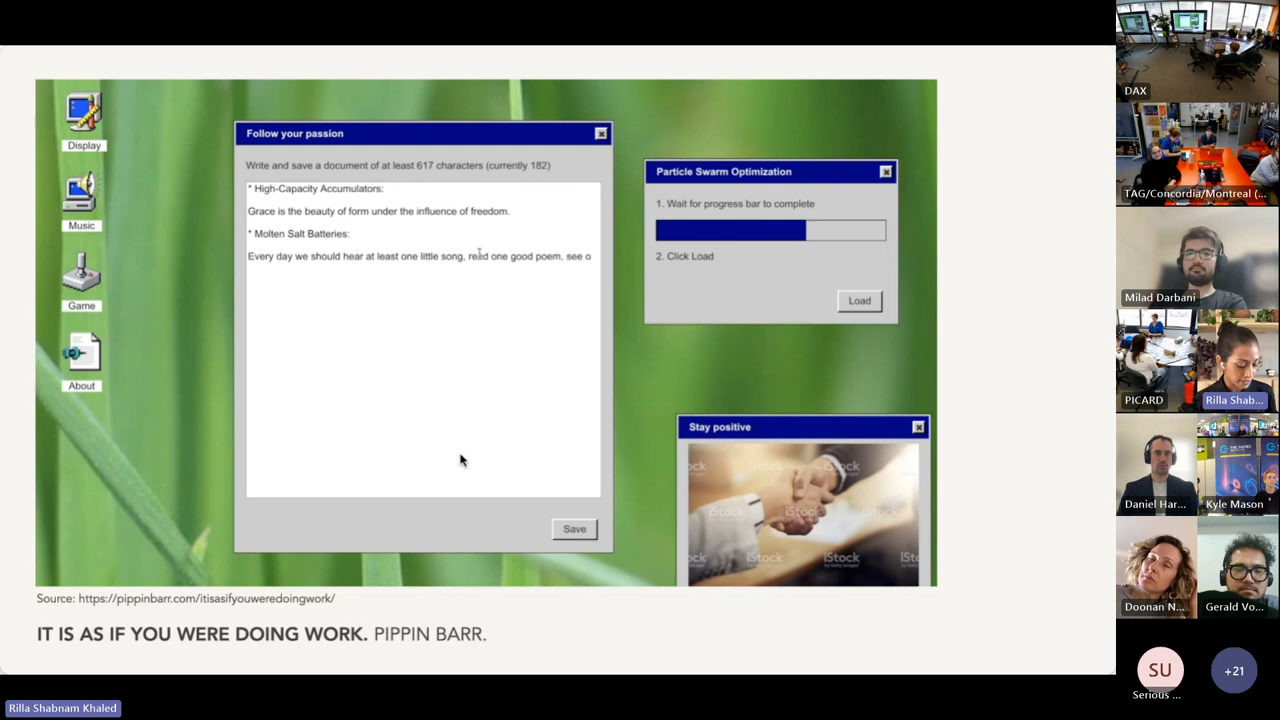 Display
Music
Game
About
Follow your passion
Write and save a document of at least 617 characters (currently 182)
* High-Capacity Accumulators:
Grace is the beauty of form under the influence of freedom.
* Molten Salt Batteries:
Every day we should hear at least one little song, read one good poem, see o
Save
Particle Swarm Optimization
1. Wait for progress bar to complete
2. Click Load
Load
Stay positive
iStock
iStock
iStock
iStock
iStock
Source: https://pippinbarr.com/itisasifyouweredoingwork/
IT IS AS IF YOU WERE DOING WORK. PIPPIN BARR.
Rilla Shabnam Khaled
DAX
TAG/Concordia/Montreal (...
Milad Darbani
PICARD
Rilla Shab...
Daniel Har...
Kyle Mason
Doonan N...
Gerald Vo...
SU
Serious ...
+21